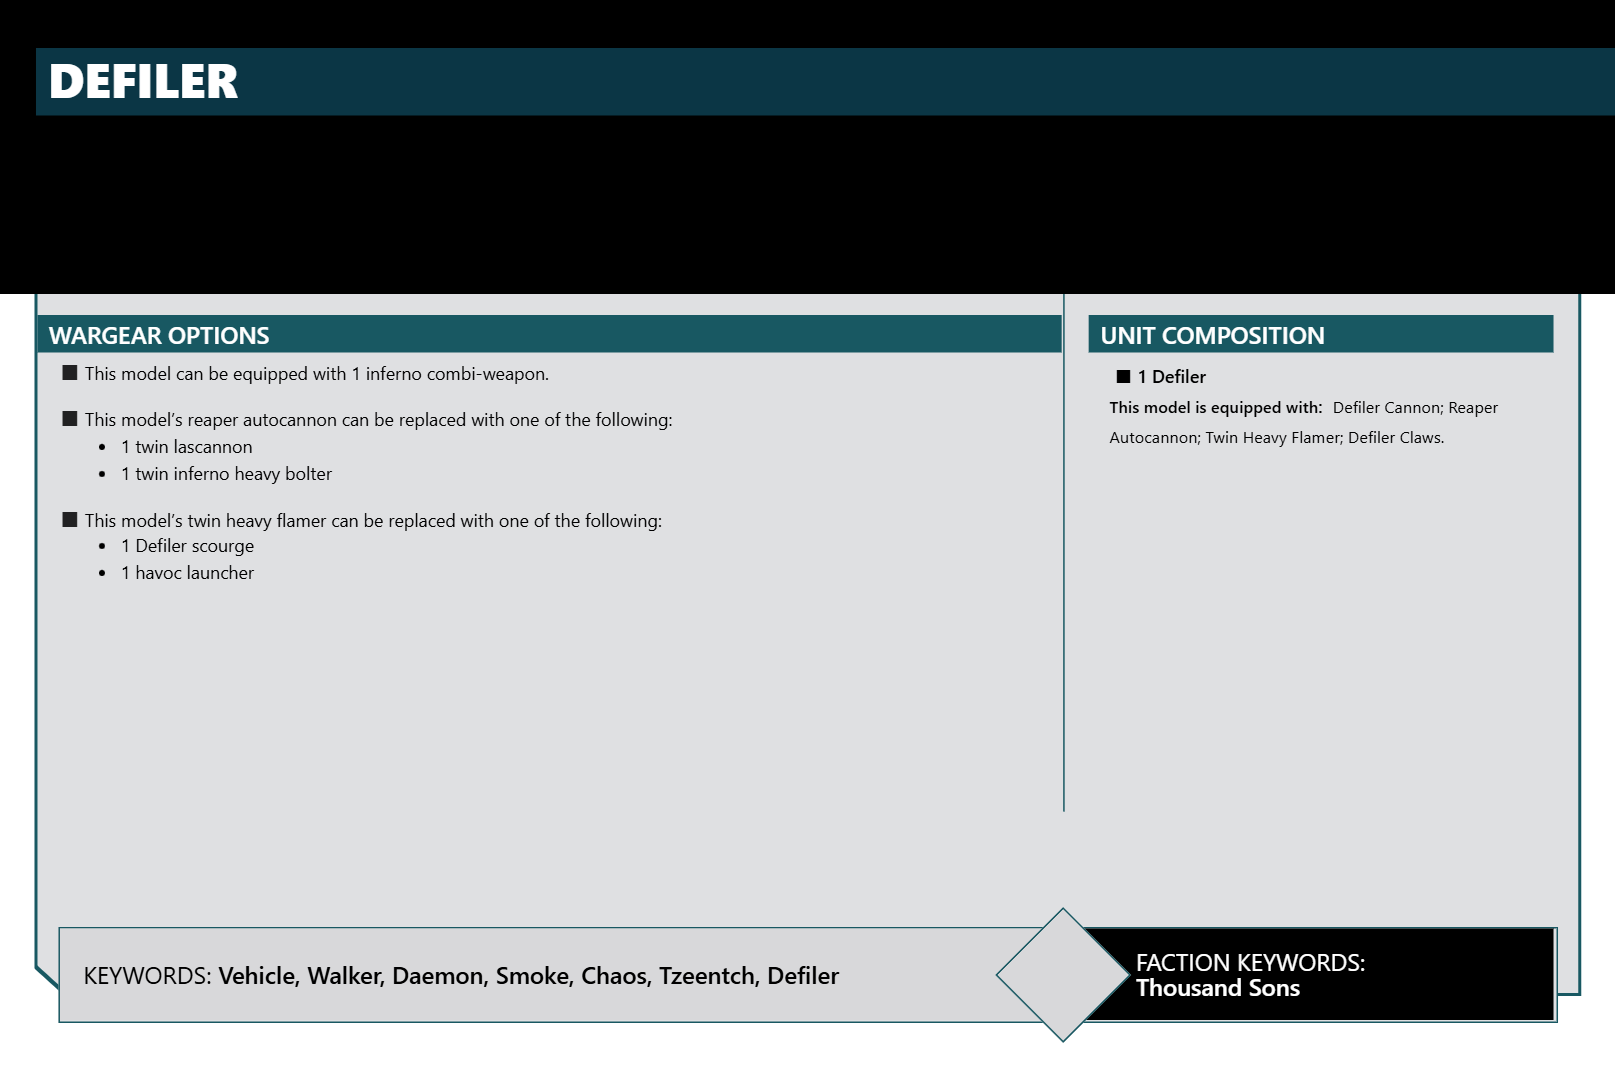 DEFILER
WARGEAR OPTIONS
■ This model can be equipped with 1 inferno combi-weapon.
■ This model’s reaper autocannon can be replaced with one of the following:
• 1 twin lascannon
• 1 twin inferno heavy bolter
■ This model’s twin heavy flamer can be replaced with one of the following:
• 1 Defiler scourge
• 1 havoc launcher
UNIT COMPOSITION
■ 1 Defiler
This model is equipped with: Defiler Cannon; Reaper
Autocannon; Twin Heavy Flamer; Defiler Claws.
KEYWORDS: Vehicle, Walker, Daemon, Smoke, Chaos, Tzeentch, Defiler
FACTION KEYWORDS:
Thousand Sons